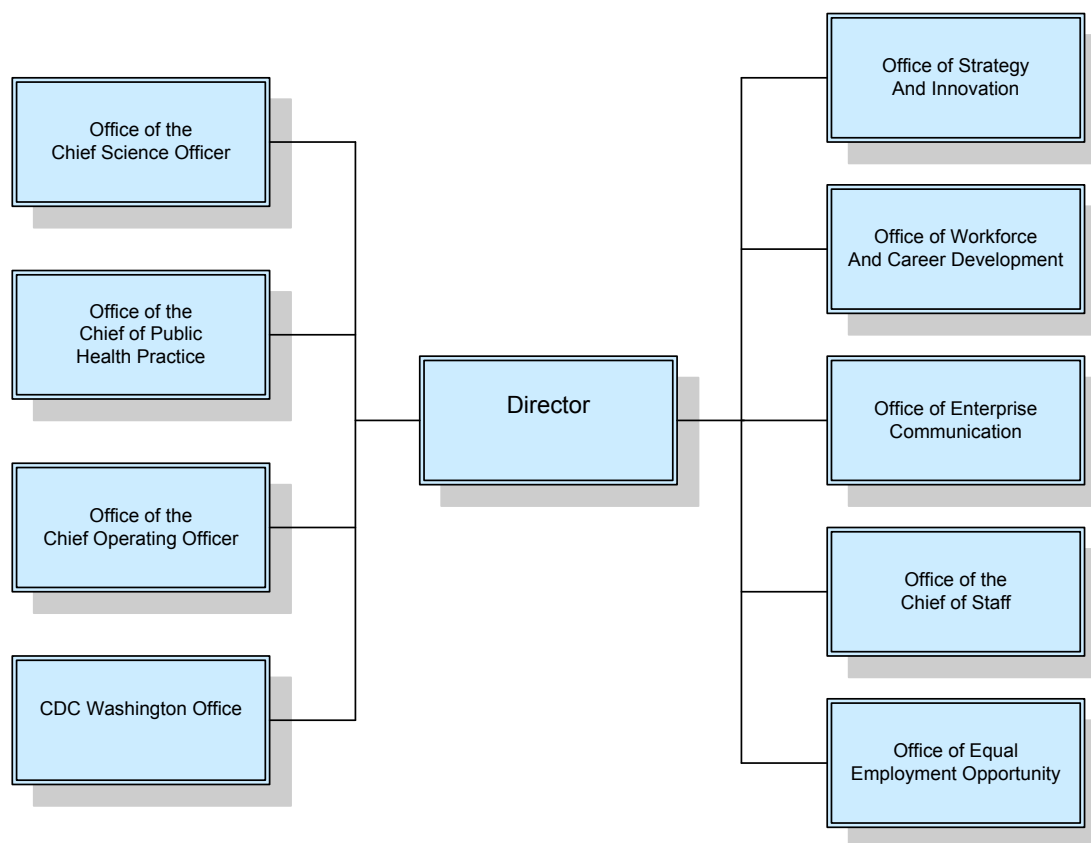 Office of the
Chief Science Officer
Office of the
Chief of Public
Health Practice
Office of the
Chief Operating Officer
CDC Washington Office
Director
Office of Strategy
And Innovation
Office of Workforce
And Career Development
Office of Enterprise
Communication
Office of the
Chief of Staff
Office of Equal
Employment Opportunity